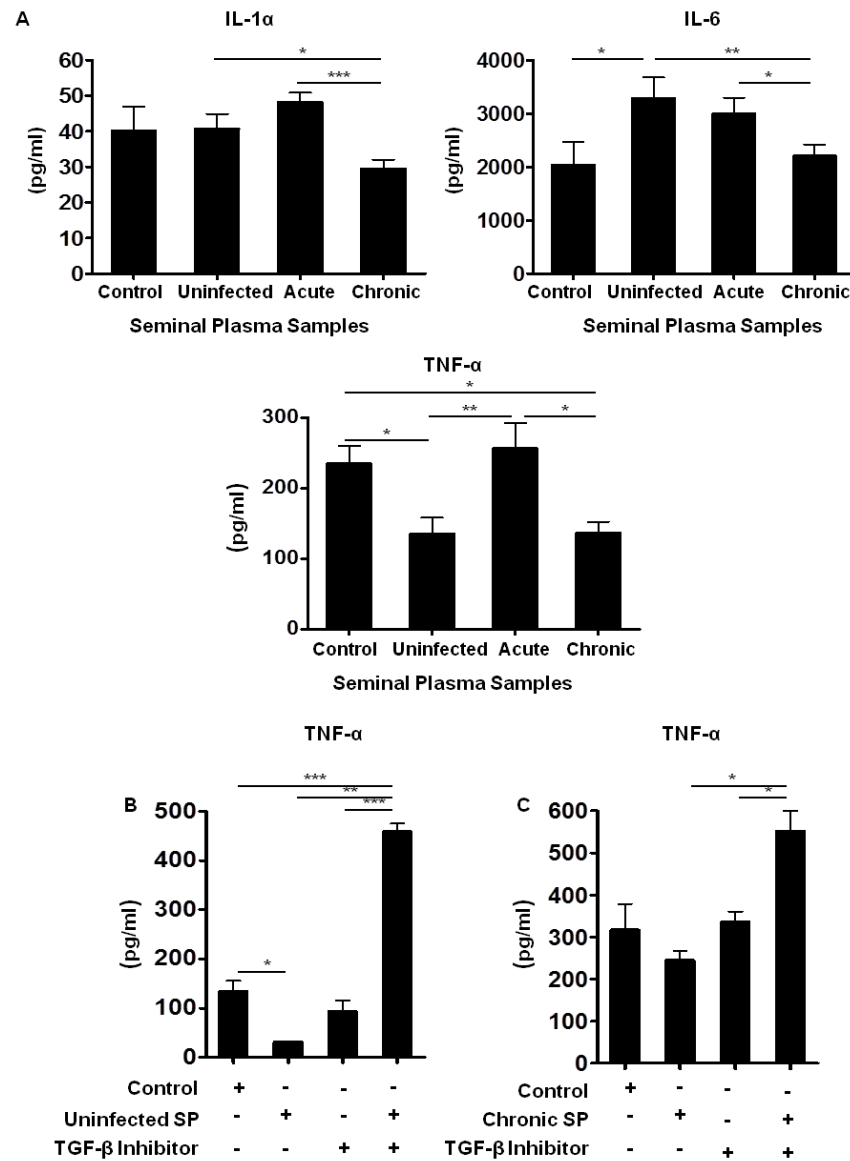 A
IL-1α
IL-6
(pg/ml)
60
50
40
30
20
10
0
*
***
Control Uninfected Acute Chronic
Seminal Plasma Samples
(pg/ml)
4000
3000
2000
1000
0
*
**
*
Control Uninfected Acute Chronic
Seminal Plasma Samples
TNF-α
(pg/ml)
300
200
100
0
*
*
**
*
Control Uninfected Acute Chronic
Seminal Plasma Samples
B
TNF-α
(pg/ml)
500
400
300
200
100
0
***
**
***
*
Control + - - -
Uninfected SP - + - +
TGF-β Inhibitor - - + +
C
TNF-α
(pg/ml)
600
500
400
300
200
100
0
*
*
Control + - - -
Chronic SP - + - +
TGF-β Inhibitor - - + +